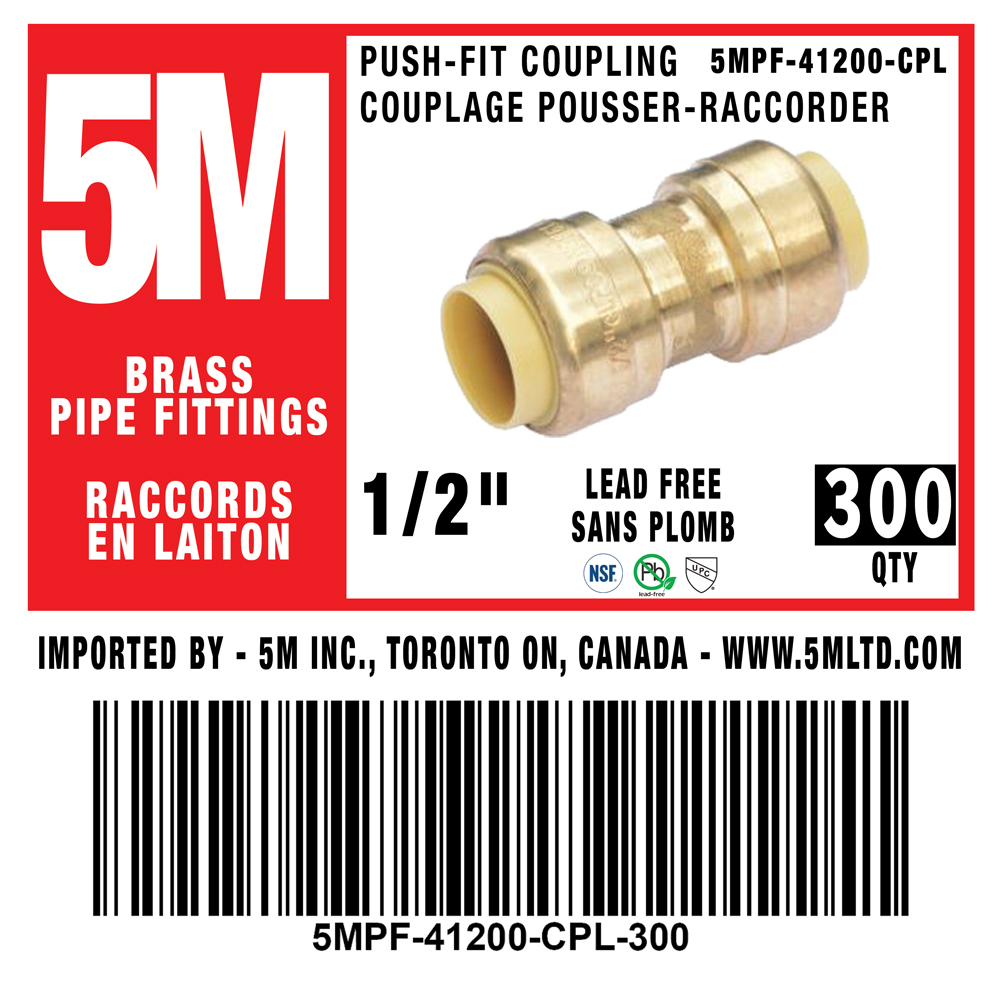 5M
BRASS
PIPE FITTINGS
RACCORDS
EN LAITON
PUSH-FIT COUPLING 5MPF-41200-CPL
COUPLAGE POUSSER-RACCORDER
1/2"
LEAD FREE
SANS PLOMB
NSF.
Pb
lead-free
UPC
300
QTY
IMPORTED BY - 5M INC., TORONTO ON, CANADA - WWW.5MLTD.COM
5MPF-41200-CPL-300